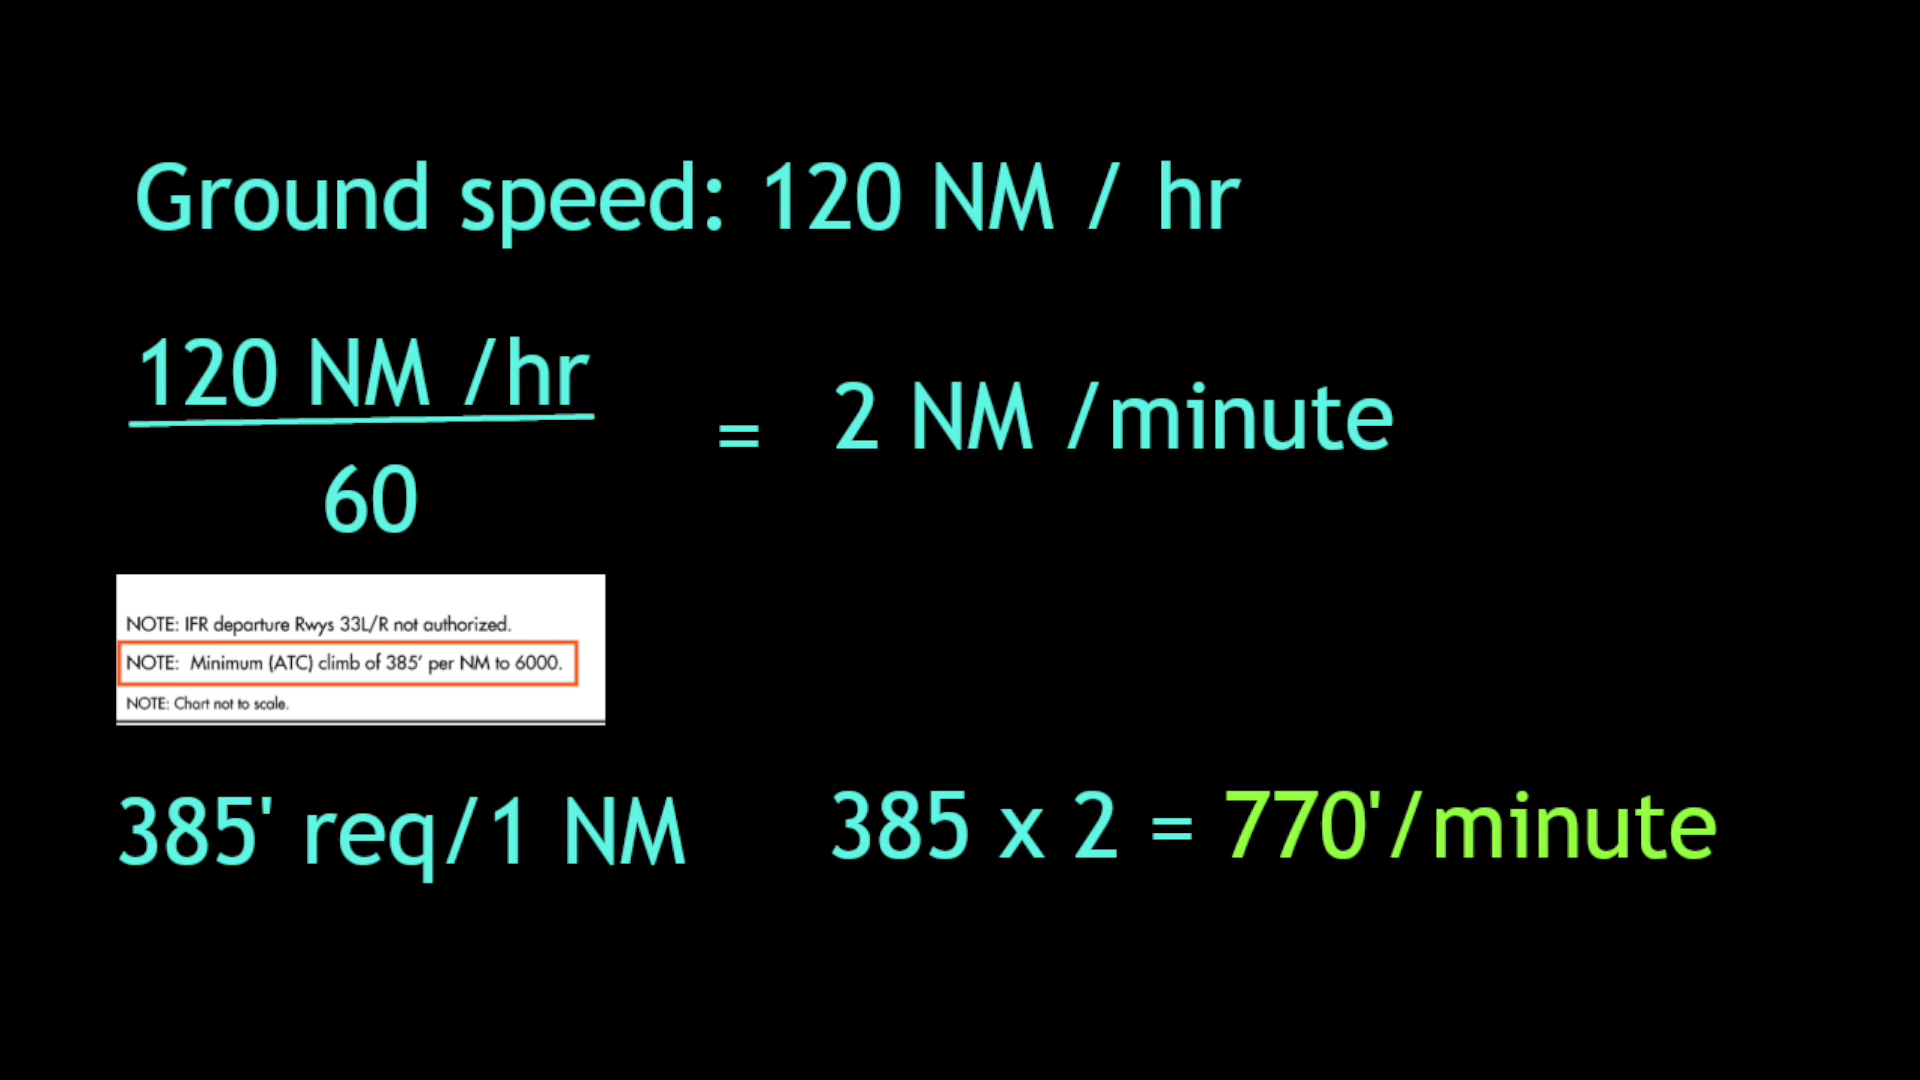 Ground speed: 120 NM / hr
120 NM /hr
60
= 2 NM /minute
NOTE: IFR departure Rwys 33L/R not authorized.
NOTE: Minimum (ATC) climb of 385' per NM to 6000.
NOTE: Chart not to scale.
385' req/1 NM
385 x 2 = 770'/minute